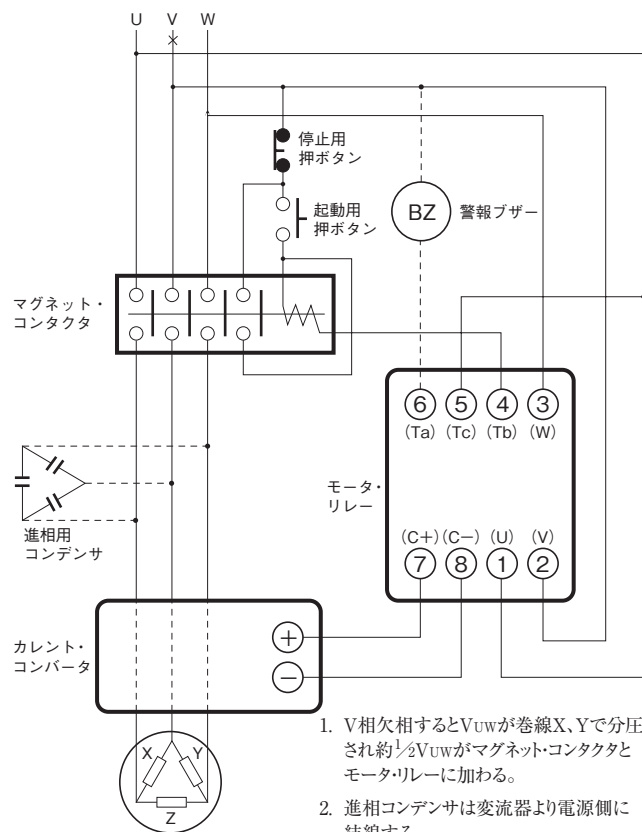 U V W
停止用
押ボタン
起動用
押ボタン
BZ
警報ブザー
マグネット・
コンタクタ
6 5 4 3
(Ta) (Tc) (Tb) (W)
モータ・
リレー
進相用
コンデンサ
(C+) (C−) (U) (V)
7 8 1 2
カレント・
コンバータ
+
−
X Y
Z
1. V相欠相するとVUWが巻線X、Yで分圧
され約1/2VUWがマグネット・コンタクタと
モータ・リレーに加わる。
2. 進相コンデンサは変流器より電源側に
結線する